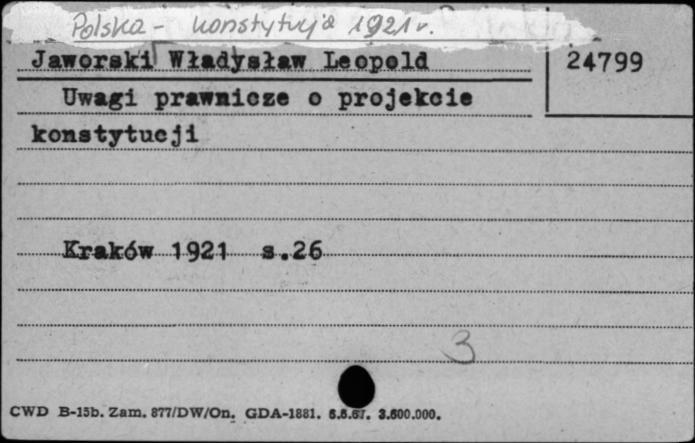 Polska - konstytucja 1921 r.
Jaworski Władysław Leopold 24799
Uwagi prawnicze o projekcie
konstytucji
Kraków 1921 s.26
3
CWD B-15b. Zam. 877/DW/On. GDA-1881. 6.6.67. 3.600.000.